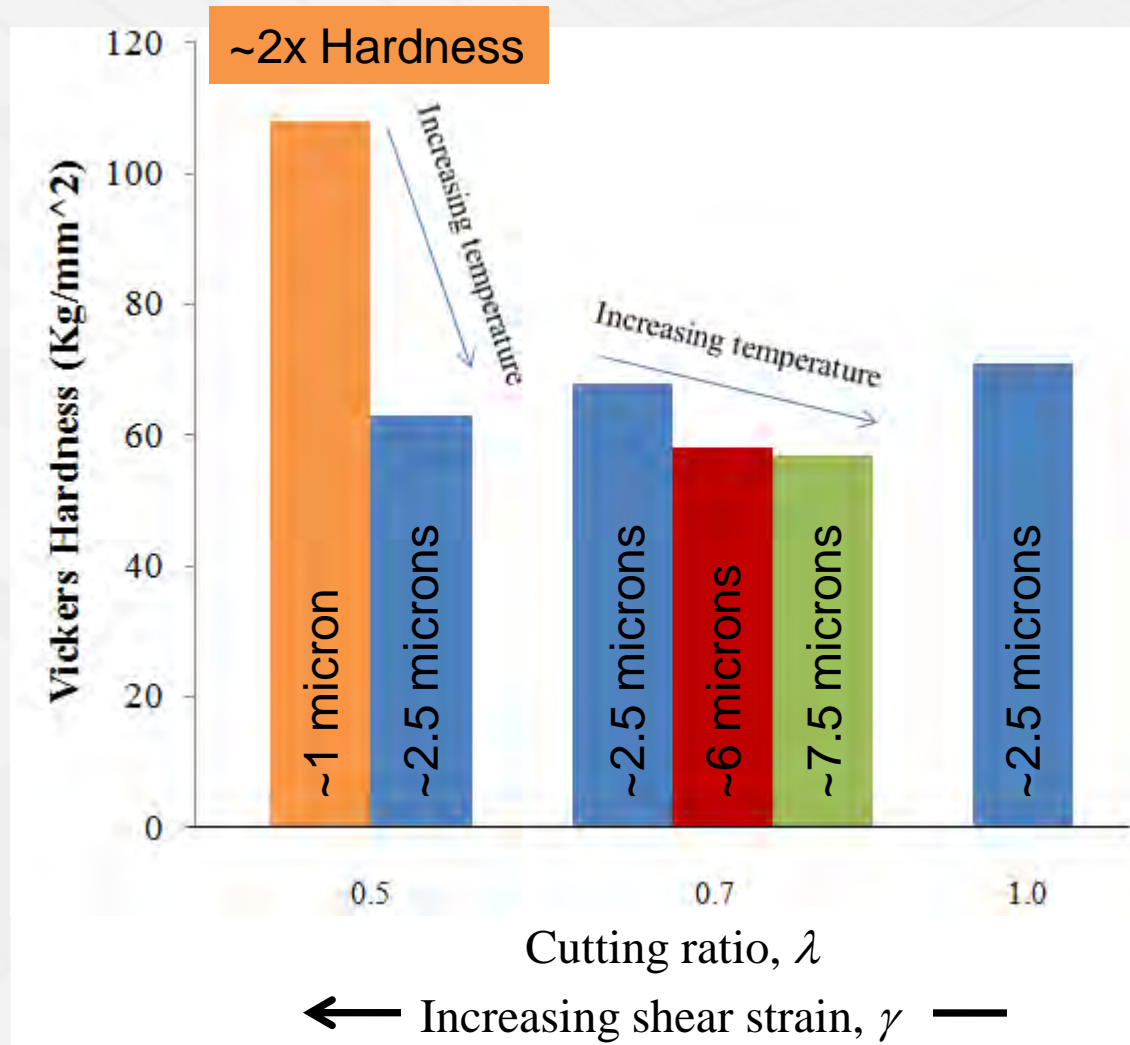 ~2x Hardness
Vickers Hardness (Kg/mm^2)
120
100
80
60
40
20
0
Increasing temperature
Increasing temperature
~1 micron
~2.5 microns
~2.5 microns
~6 microns
~7.5 microns
~2.5 microns
0.5 0.7 1.0
Cutting ratio, λ
← Increasing shear strain, γ —